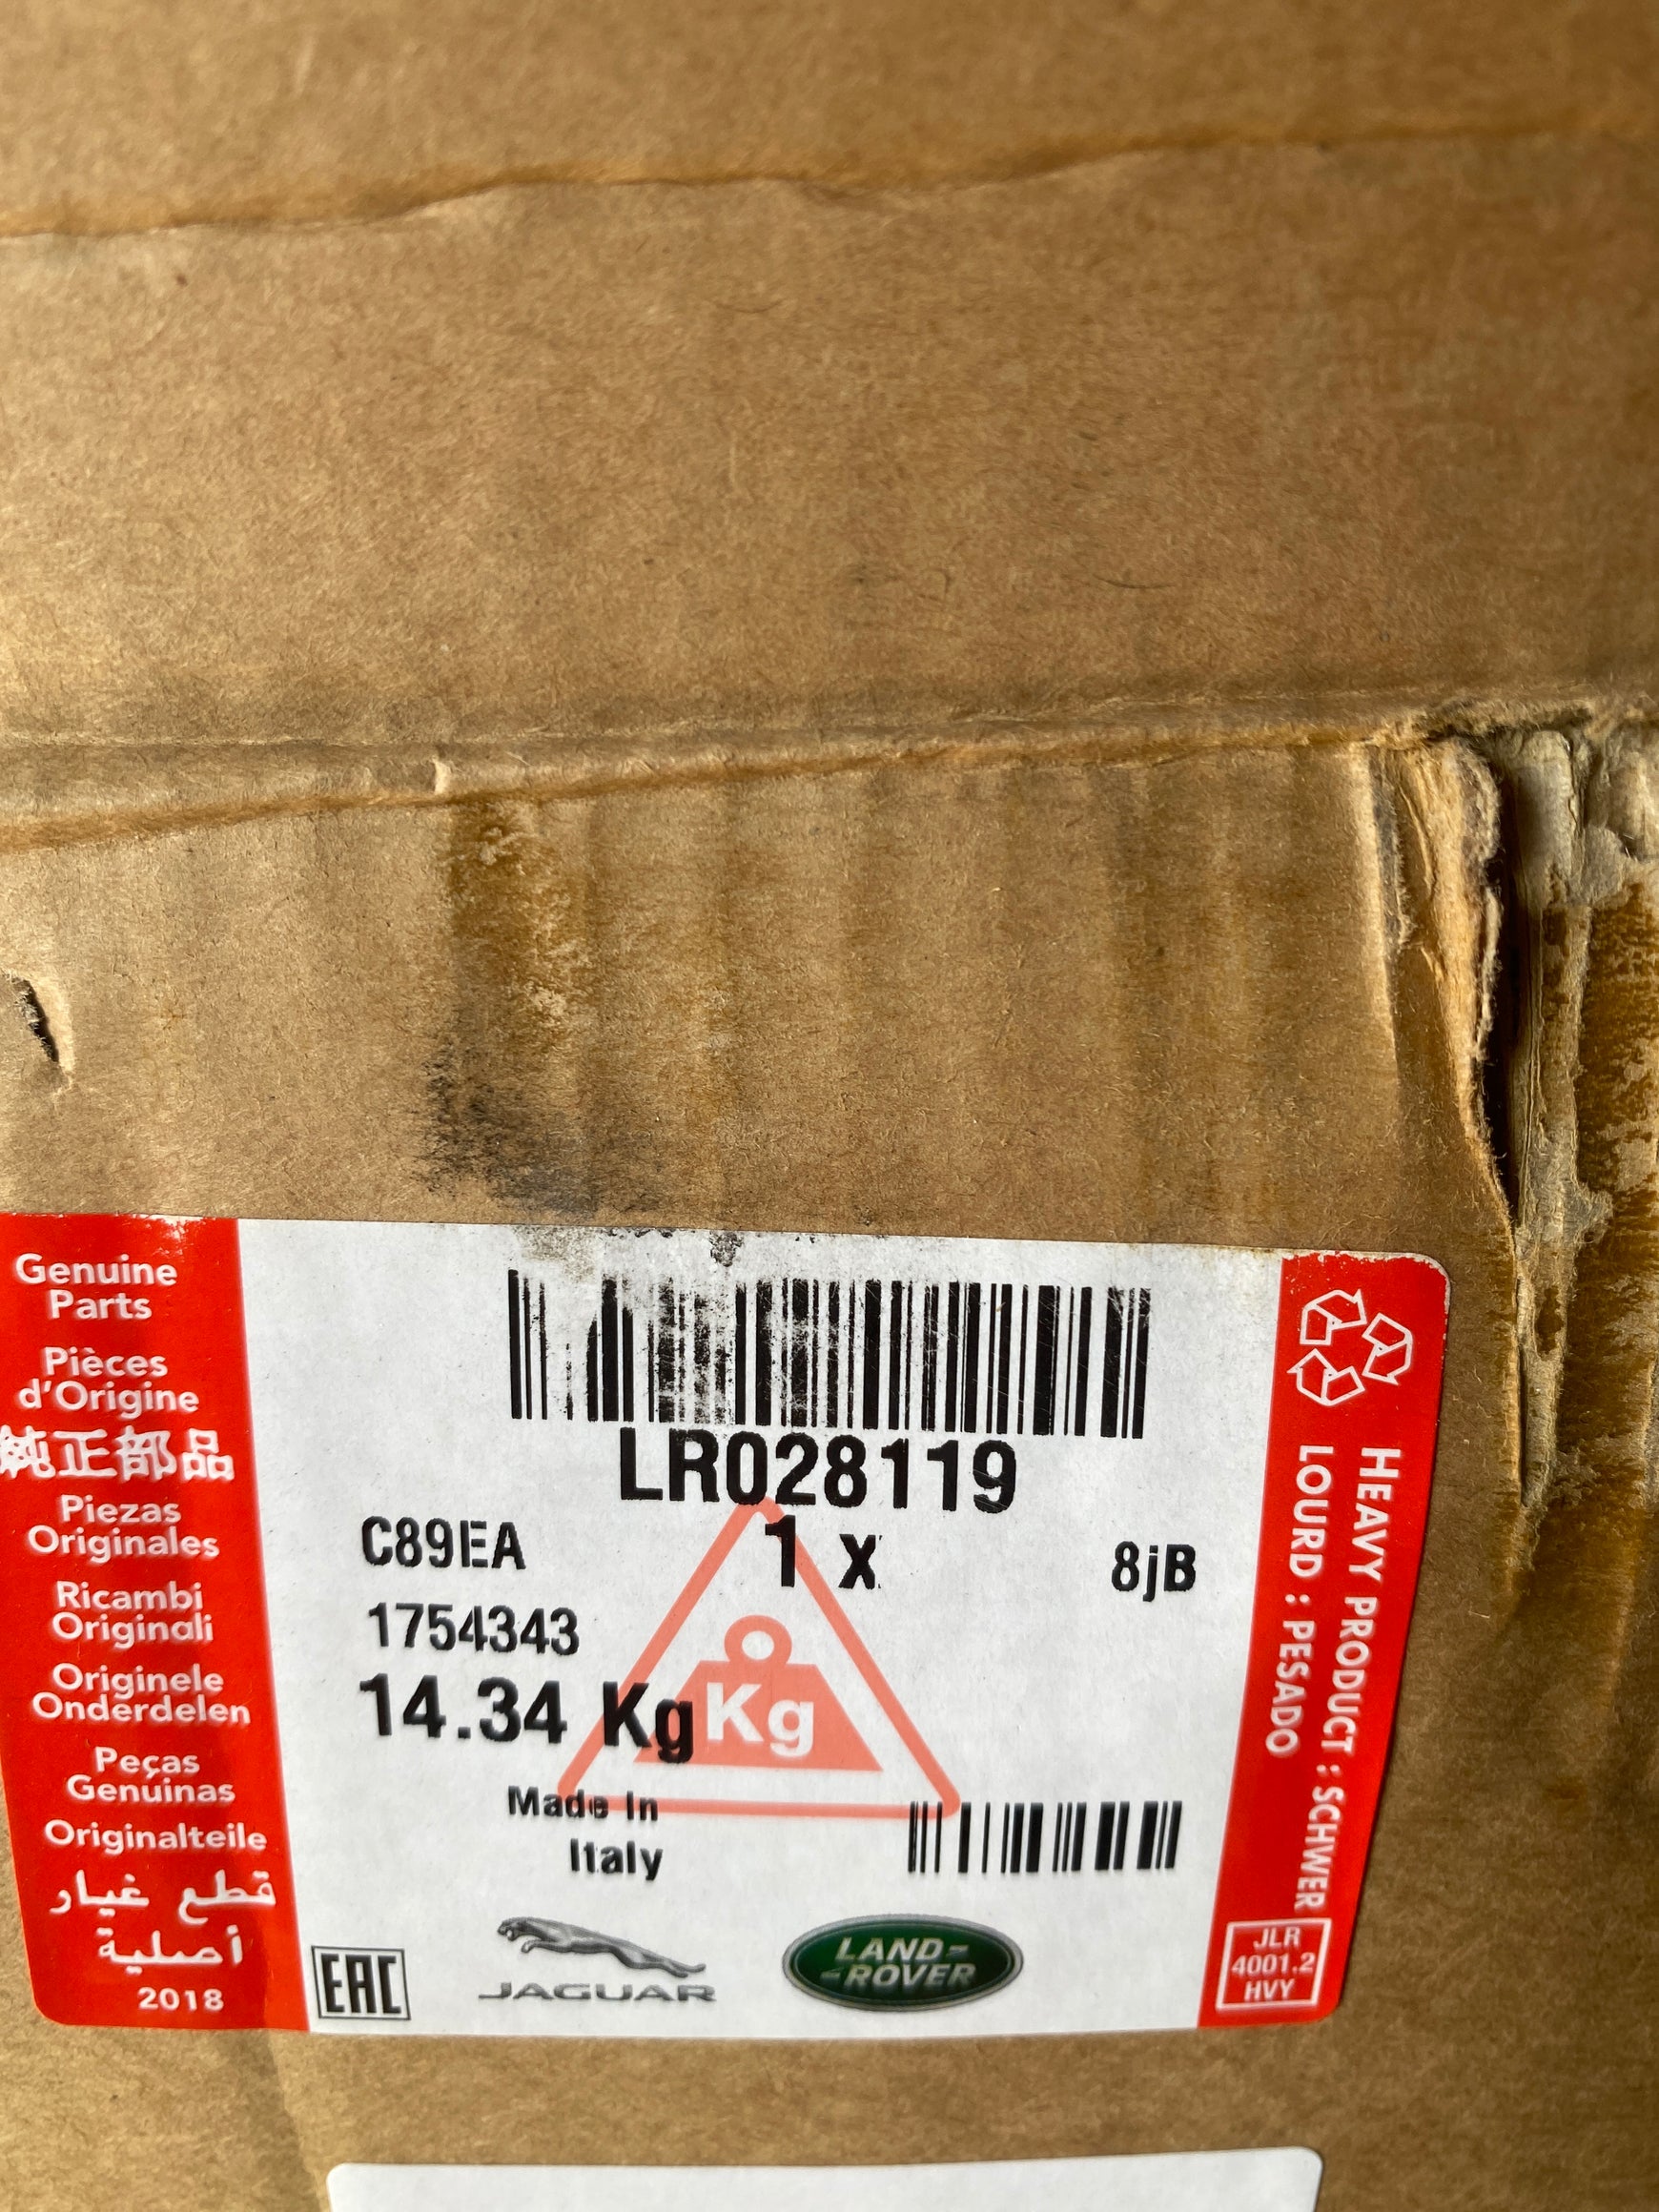 Genuine
Parts
Pièces
d'Origine
純正部品
Piezas
Originales
Ricambi
Originali
Originele
Onderdelen
Peças
Genuinas
Originalteile
قطع غيار
أصلية
2018
LR028119
C89EA
1 x
8jB
1754343
14.34 Kg
Kg
Made In
Italy
EAC
JAGUAR
LAND-
-ROVER
HEAVY PRODUCT : SCHWER
LOURD : PESADO
JLR
4001.2
HVY